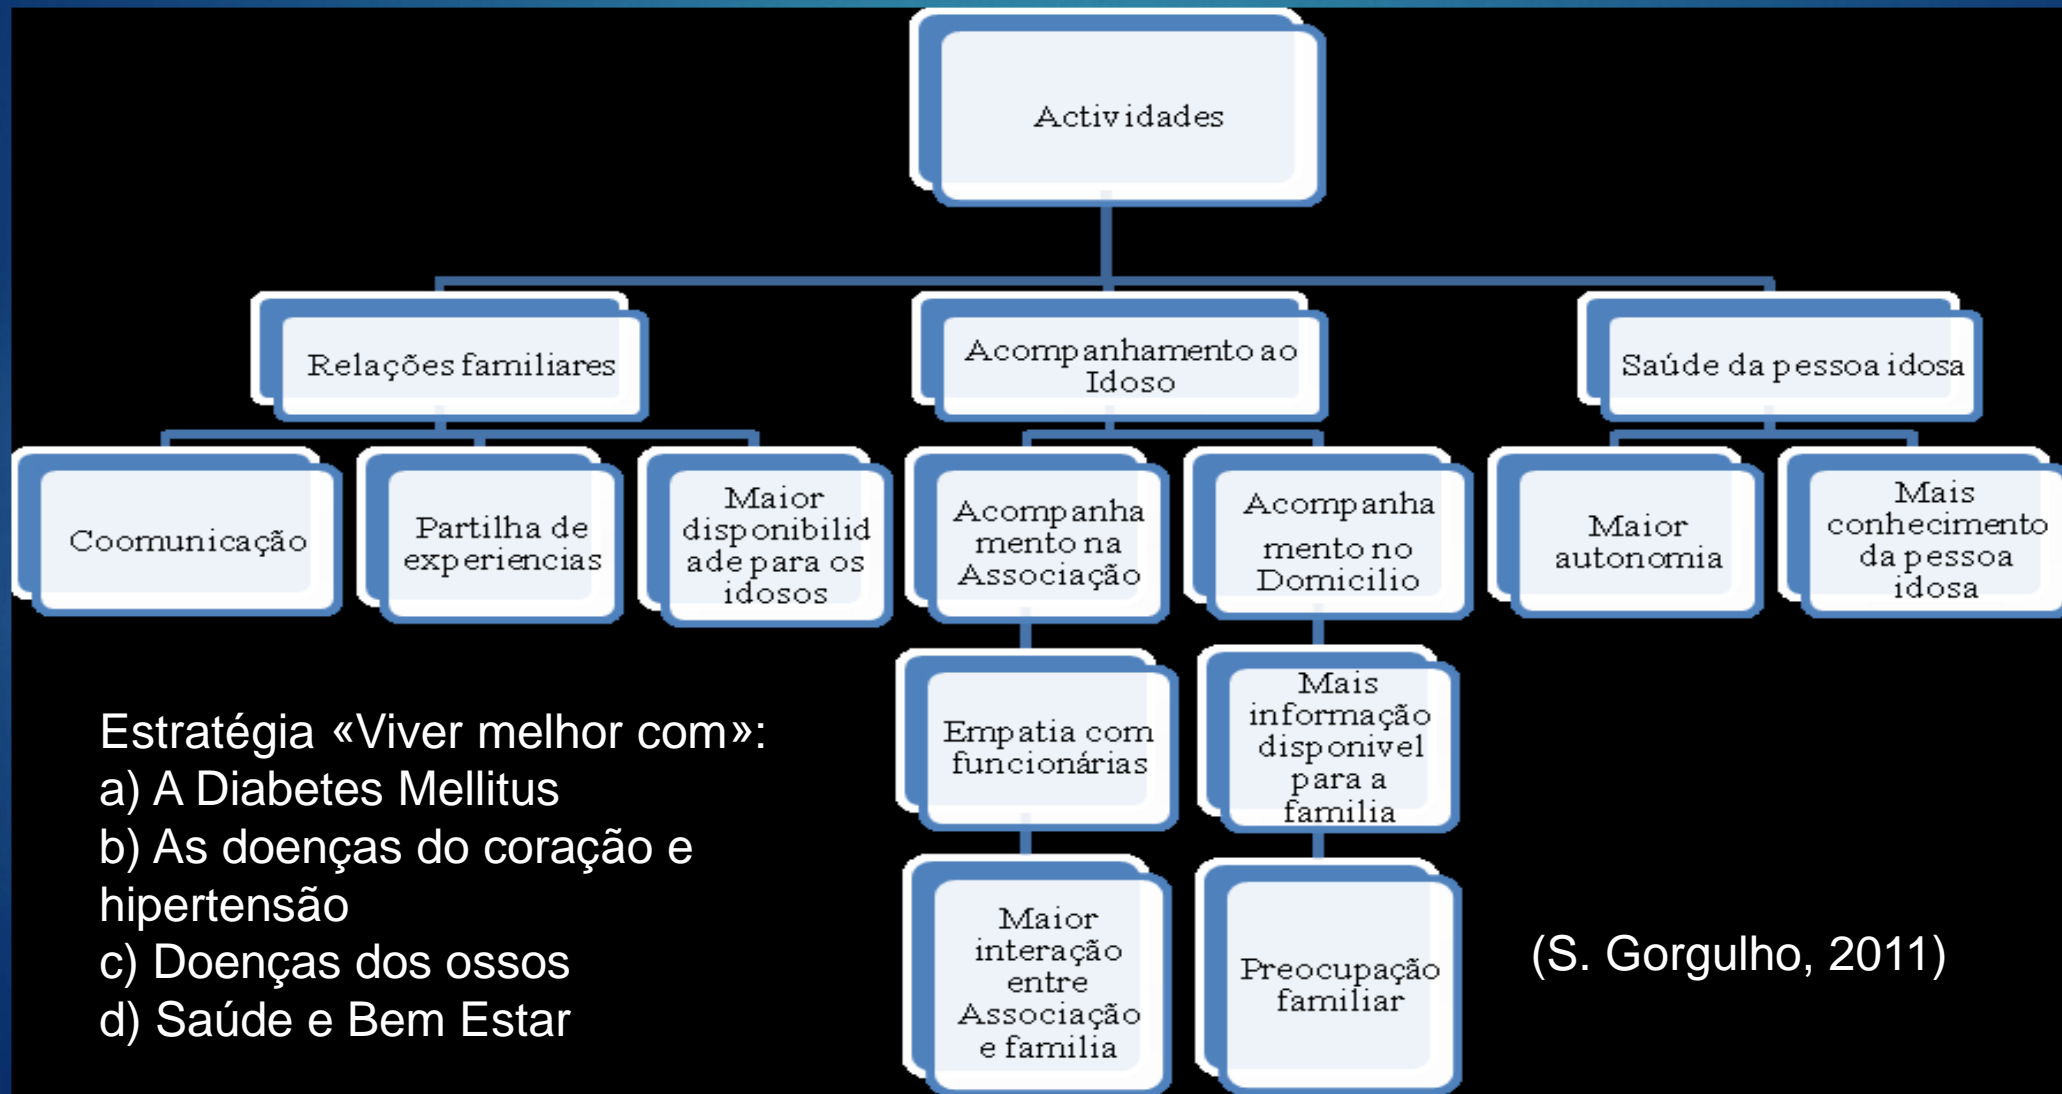 Actividades
Relações familiares
Acompanhamento ao
Idoso
Saúde da pessoa idosa
Coomunicação
Partilha de
experiencias
Maior
disponibilid
ade para os
idosos
Acompanha
mento na
Associação
Acompanha
mento no
Domicilio
Maior
autonomia
Mais
conhecimento
da pessoa
idosa
Empatia com
funcionárias
Mais
informação
disponivel
para a
familia
Maior
interação
entre
Associação
e familia
Preocupação
familiar
Estratégia «Viver melhor com»:
a) A Diabetes Mellitus
b) As doenças do coração e
hipertensão
c) Doenças dos ossos
d) Saúde e Bem Estar
(S. Gorgulho, 2011)